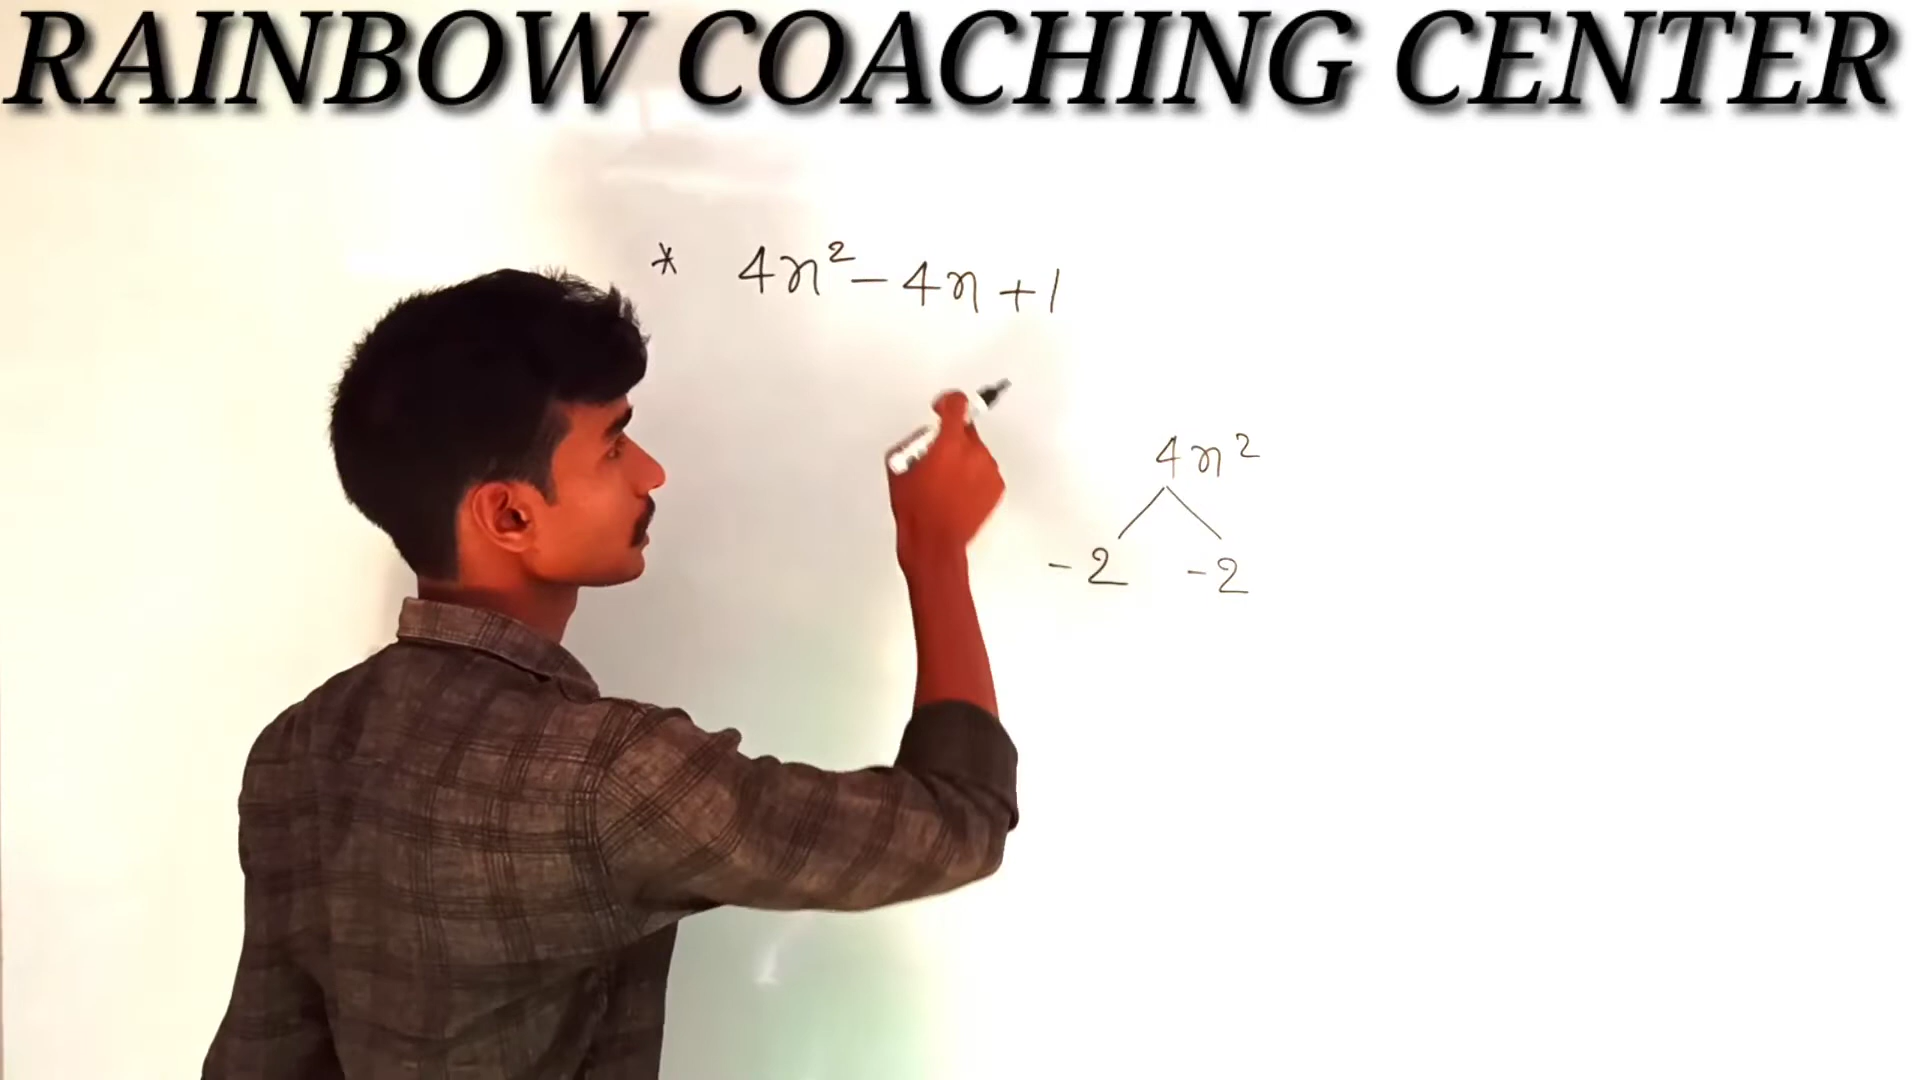 RAINBOW COACHING CENTER
* 4x² - 4x + 1
4x²
-2 -2